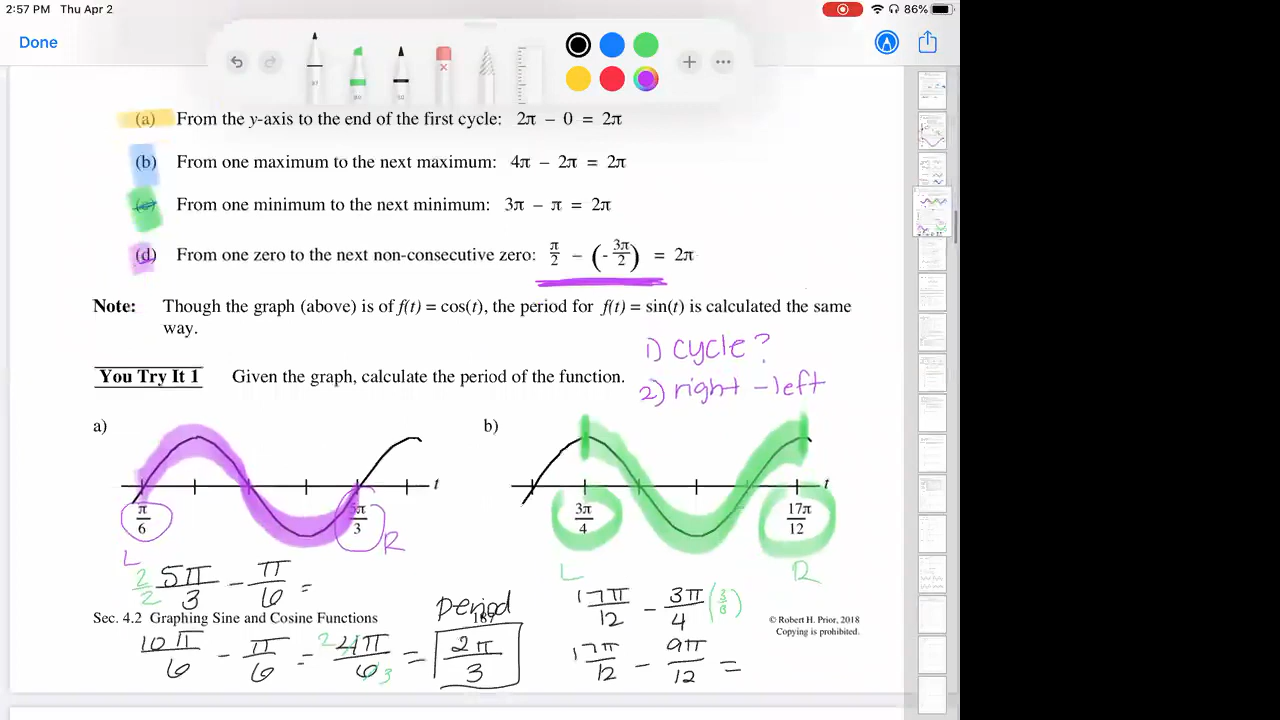 2:57 PM Thu Apr 2
86%
Done
(a) From the y-axis to the end of the first cycle: 2π − 0 = 2π
(b) From one maximum to the next maximum: 4π − 2π = 2π
(c) From one minimum to the next minimum: 3π − π = 2π
(d) From one zero to the next non-consecutive zero: π/2 − (-3π/2) = 2π
Note: Though the graph (above) is of f(t) = cos(t), the period for f(t) = sin(t) is calculated the same
way.
1) cycle?
You Try It 1 iven the graph, calculate the period of the function.
2) right - left
a)
b)
t
t
π/6
5π/3
3π/4
17π/12
L
R
L
R
2/2 5π/3 − π/6 =
17π/12 − 3π/4 (3/3)
period
Sec. 4.2 Graphing Sine and Cosine Functions
189
© Robert H. Prior, 2018
Copying is prohibited.
10π/6 − π/6 = 4π/6 = 2π/3
2
3
17π/12 − 9π/12 =